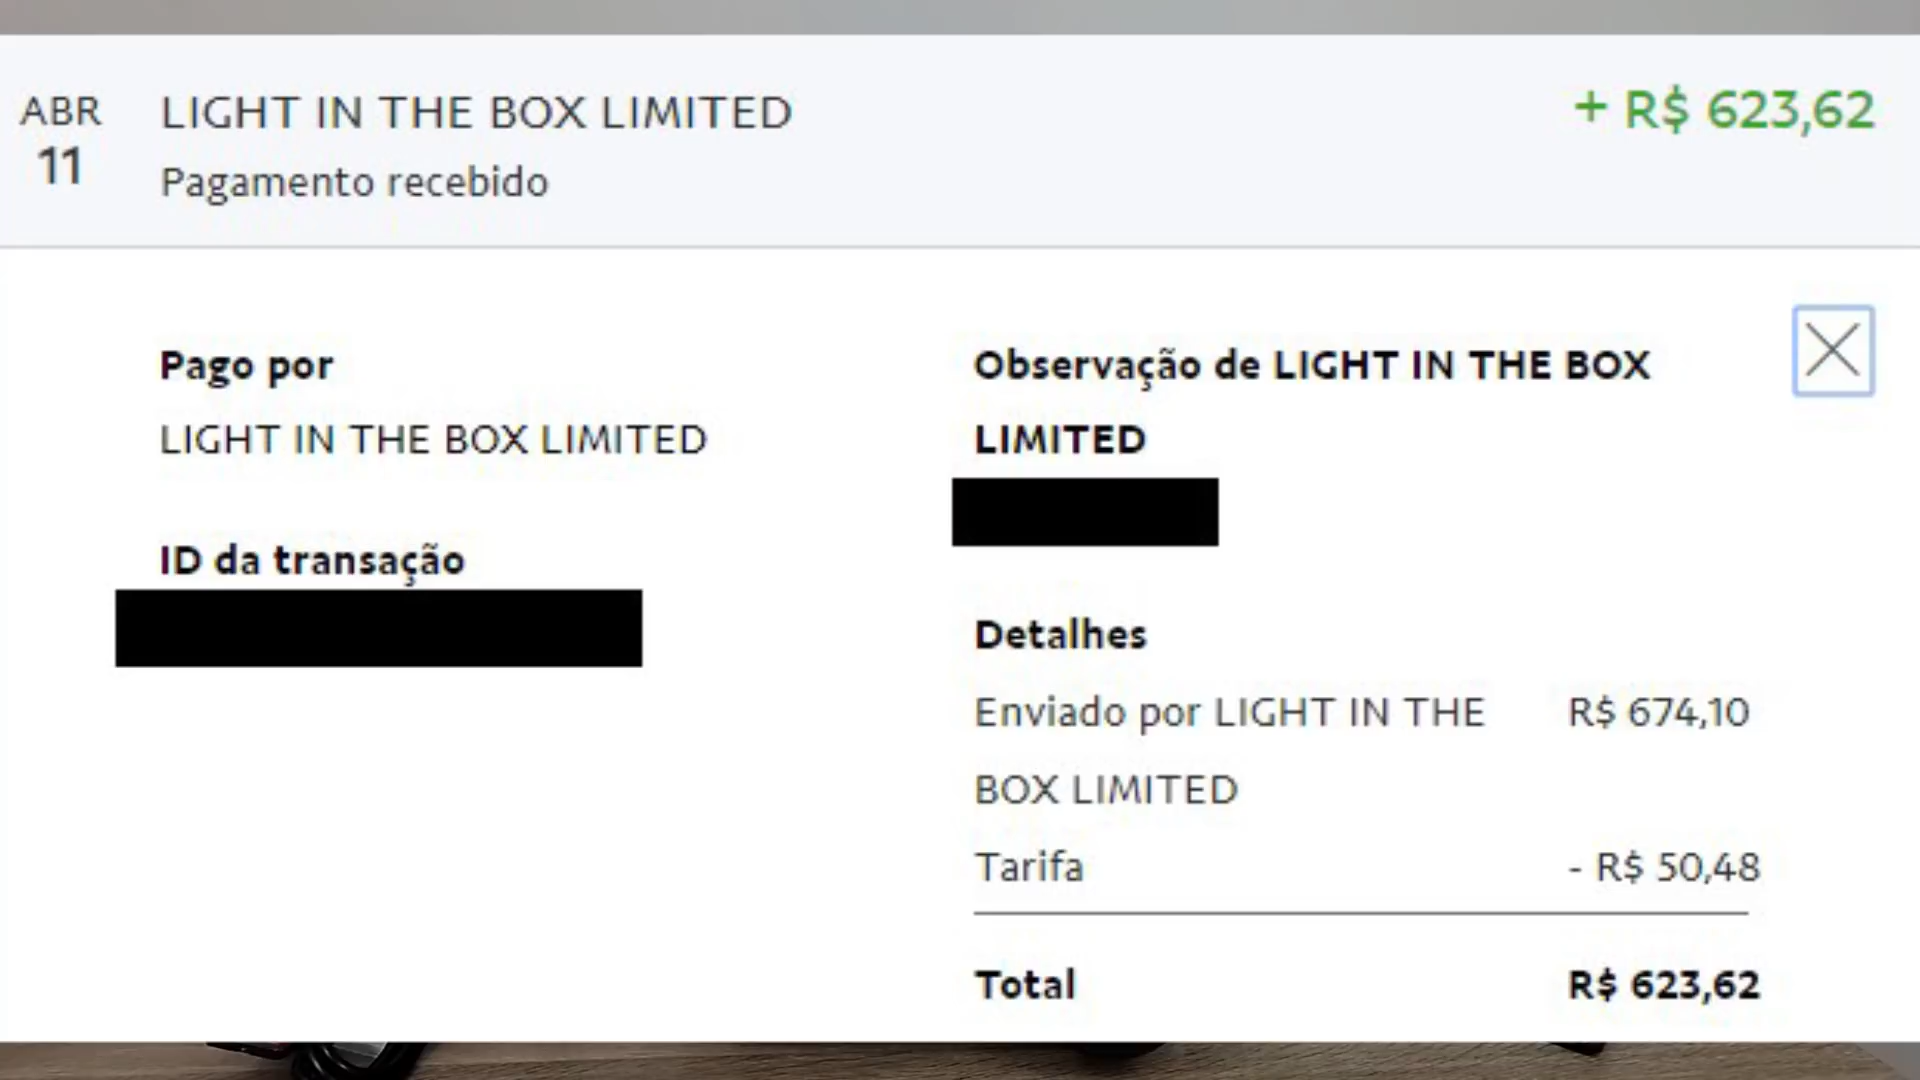 ABR
11
LIGHT IN THE BOX LIMITED
Pagamento recebido
+ R$ 623,62
Pago por
LIGHT IN THE BOX LIMITED
ID da transação
Observação de LIGHT IN THE BOX
LIMITED
Detalhes
Enviado por LIGHT IN THE R$ 674,10
BOX LIMITED
Tarifa - R$ 50,48
Total R$ 623,62